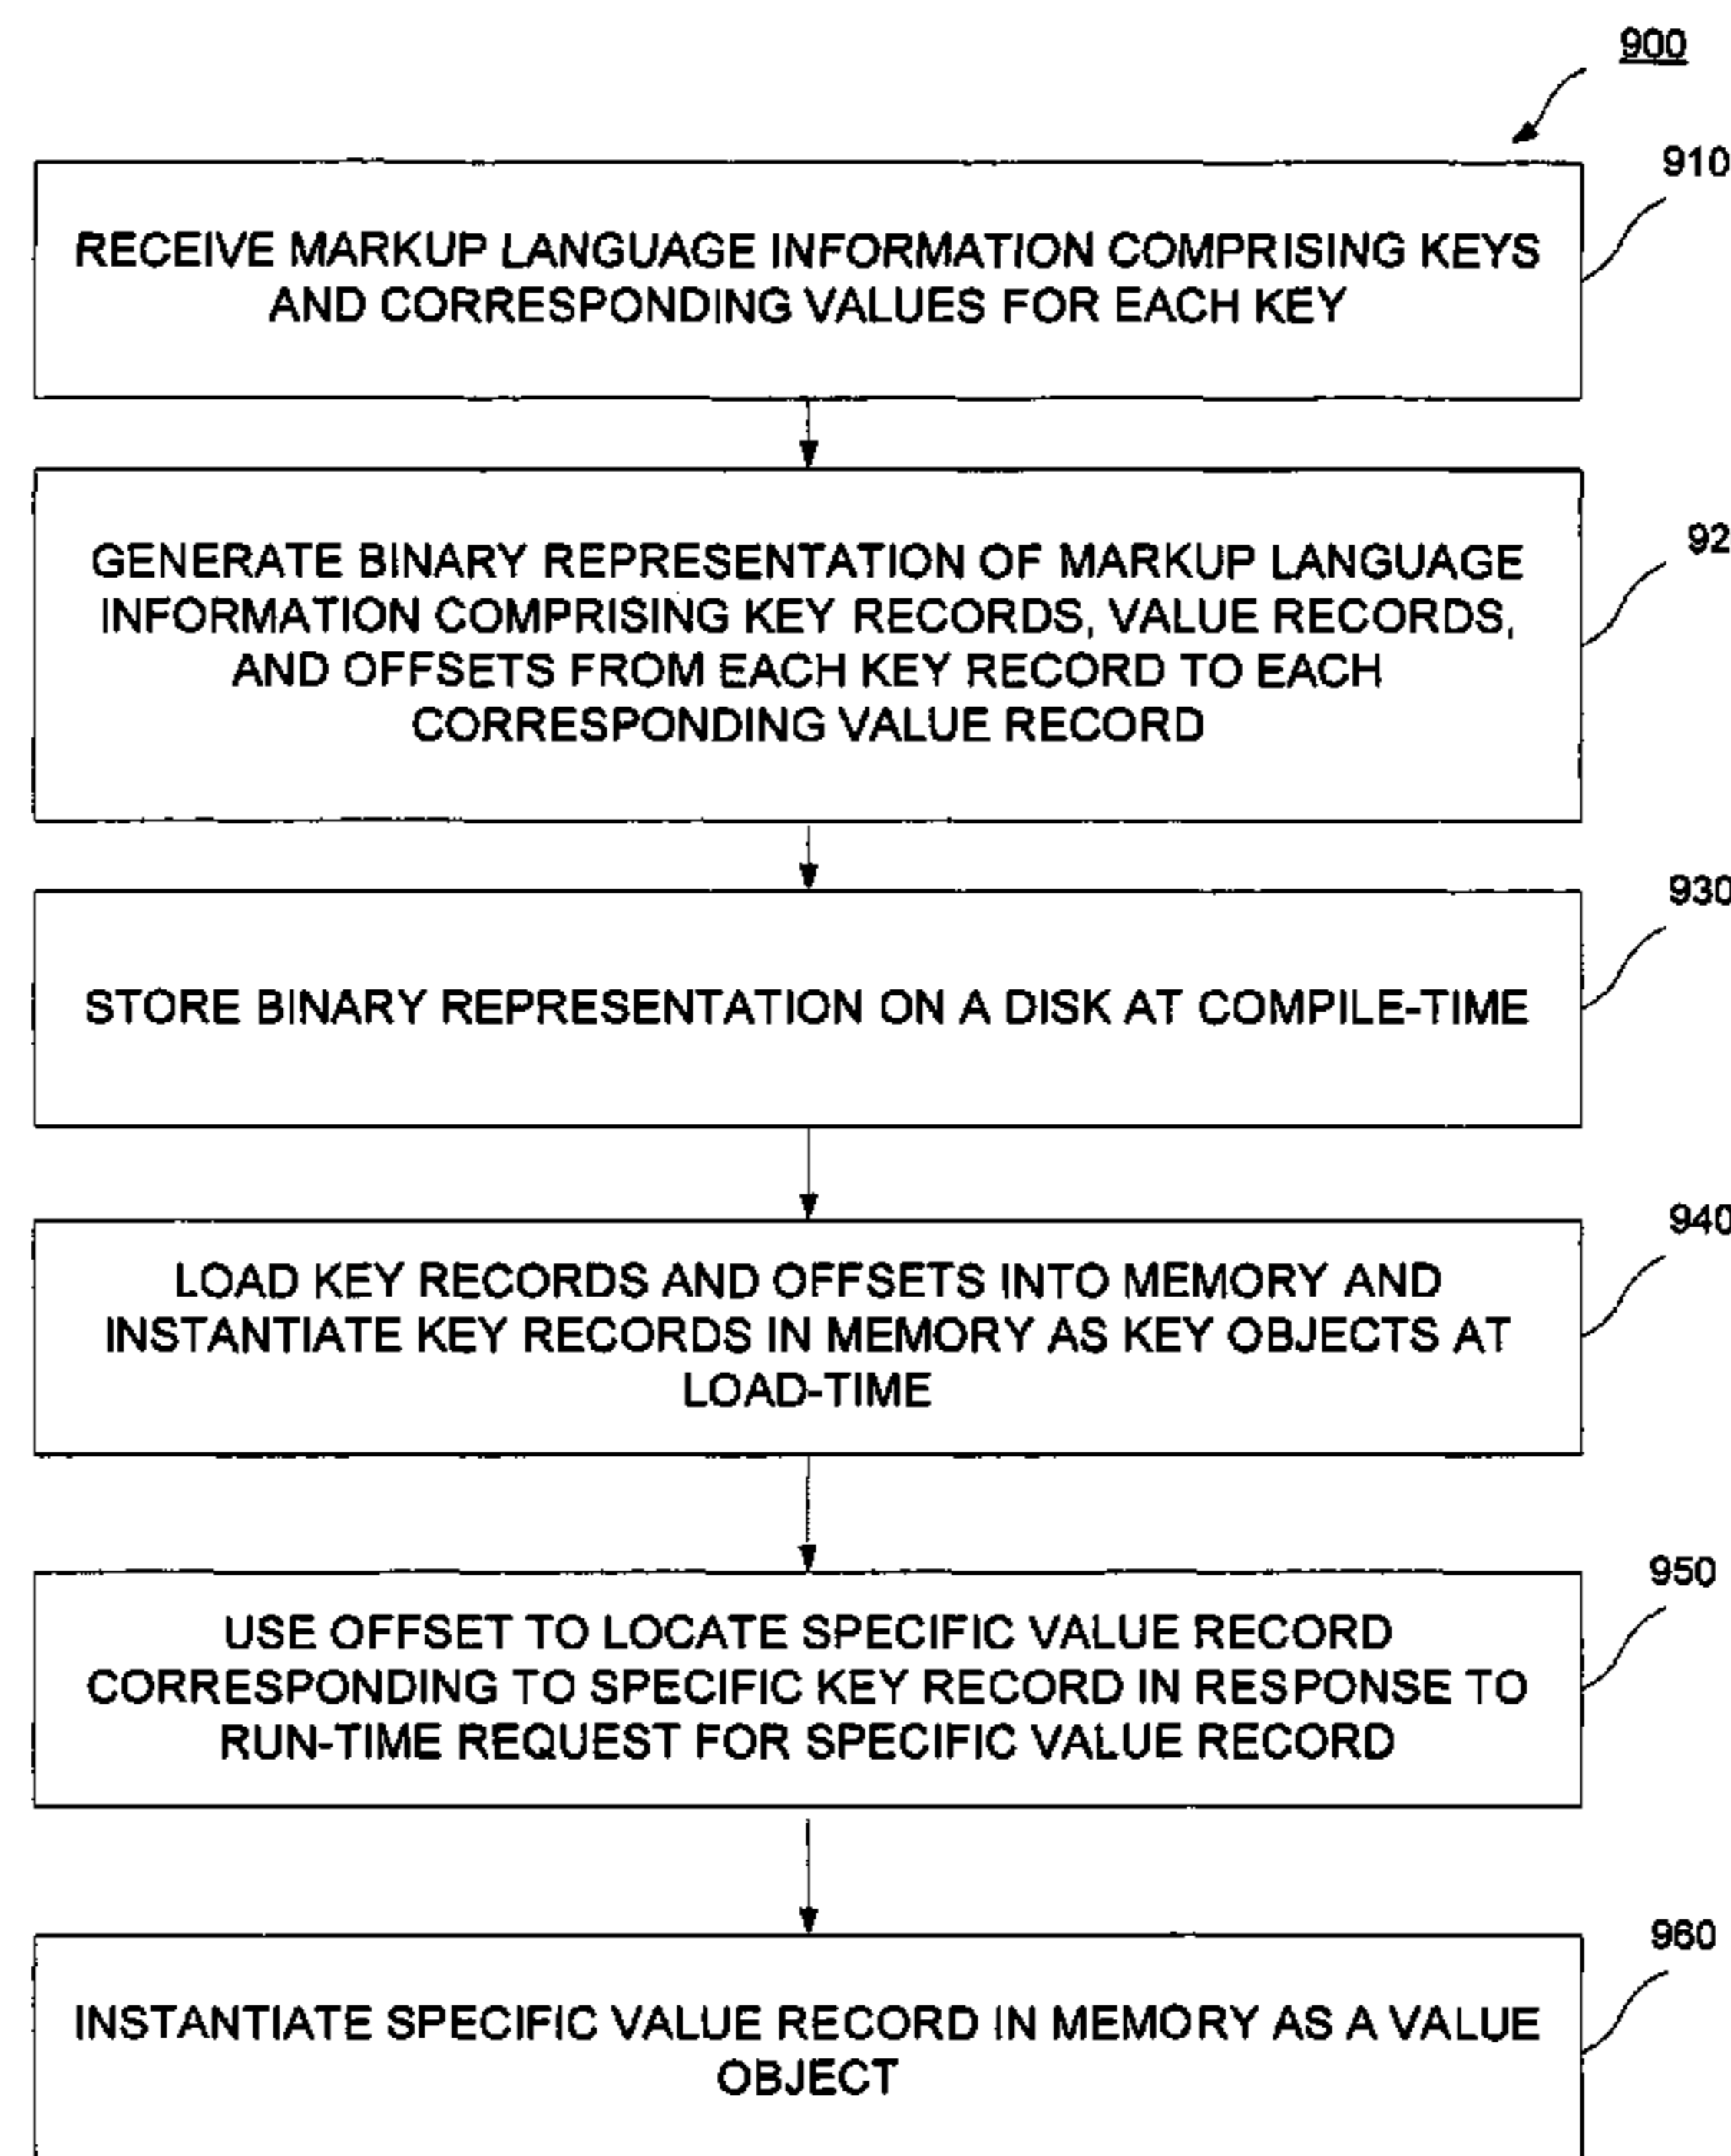 900
910
RECEIVE MARKUP LANGUAGE INFORMATION COMPRISING KEYS
AND CORRESPONDING VALUES FOR EACH KEY
92
GENERATE BINARY REPRESENTATION OF MARKUP LANGUAGE
INFORMATION COMPRISING KEY RECORDS, VALUE RECORDS,
AND OFFSETS FROM EACH KEY RECORD TO EACH
CORRESPONDING VALUE RECORD
930
STORE BINARY REPRESENTATION ON A DISK AT COMPILE-TIME
940
LOAD KEY RECORDS AND OFFSETS INTO MEMORY AND
INSTANTIATE KEY RECORDS IN MEMORY AS KEY OBJECTS AT
LOAD-TIME
950
USE OFFSET TO LOCATE SPECIFIC VALUE RECORD
CORRESPONDING TO SPECIFIC KEY RECORD IN RESPONSE TO
RUN-TIME REQUEST FOR SPECIFIC VALUE RECORD
960
INSTANTIATE SPECIFIC VALUE RECORD IN MEMORY AS A VALUE
OBJECT